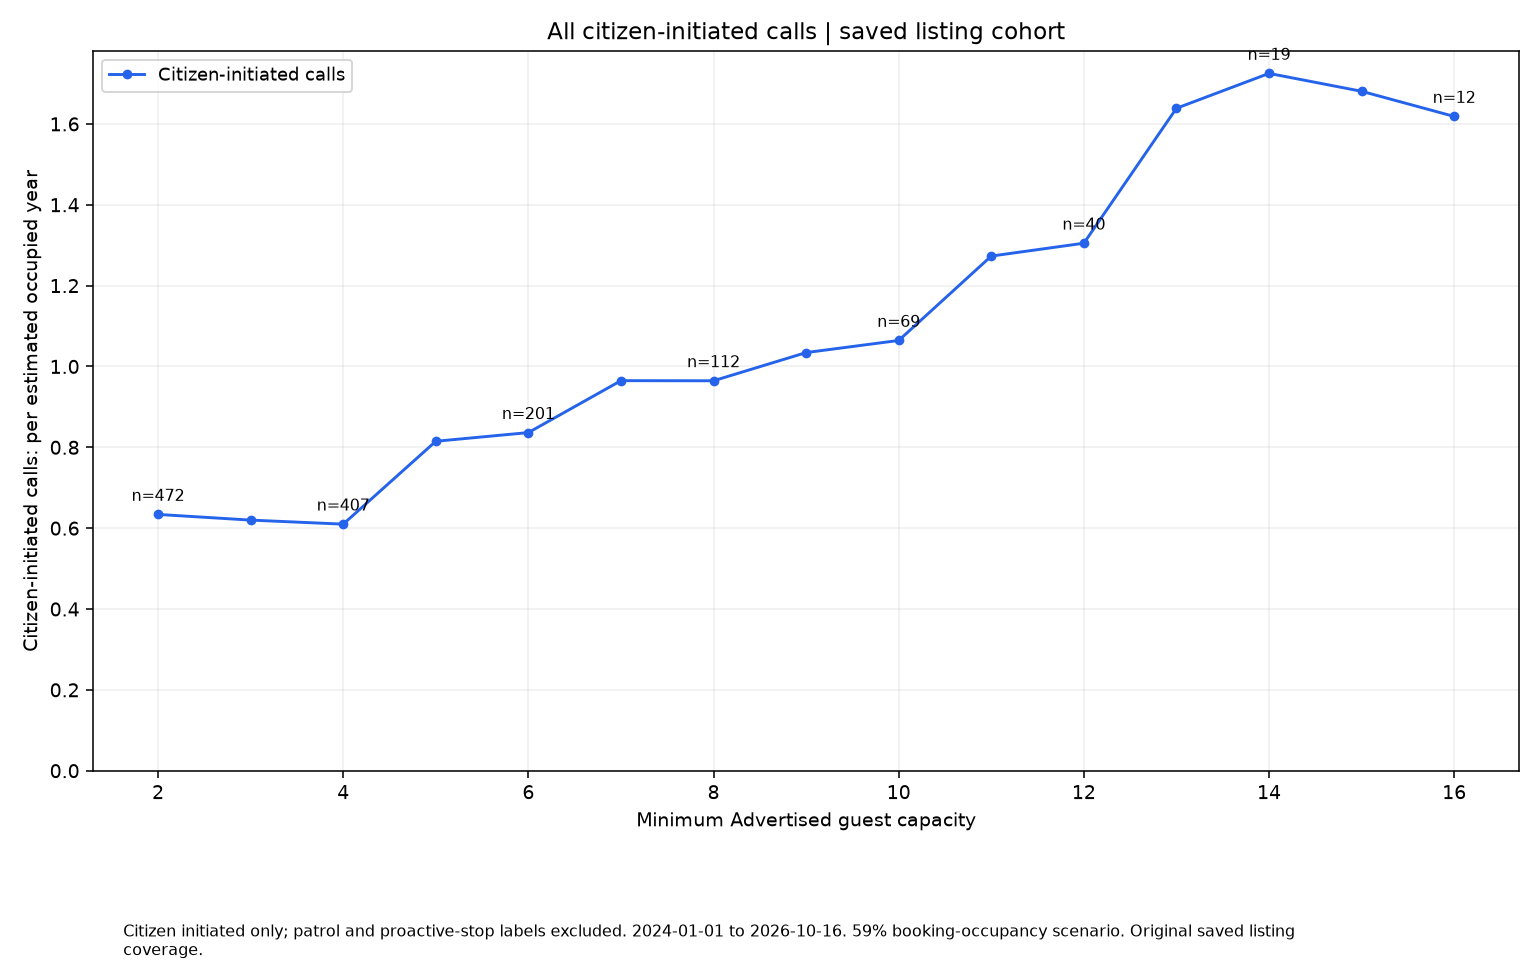 All citizen-initiated calls | saved listing cohort
Citizen-initiated calls
Citizen-initiated calls: per estimated occupied year
1.6
1.4
1.2
1.0
0.8
0.6
0.4
0.2
0.0
n=472
n=407
n=201
n=112
n=69
n=40
n=19
n=12
2 4 6 8 10 12 14 16
Minimum Advertised guest capacity
Citizen initiated only; patrol and proactive-stop labels excluded. 2024-01-01 to 2026-10-16. 59% booking-occupancy scenario. Original saved listing
coverage.